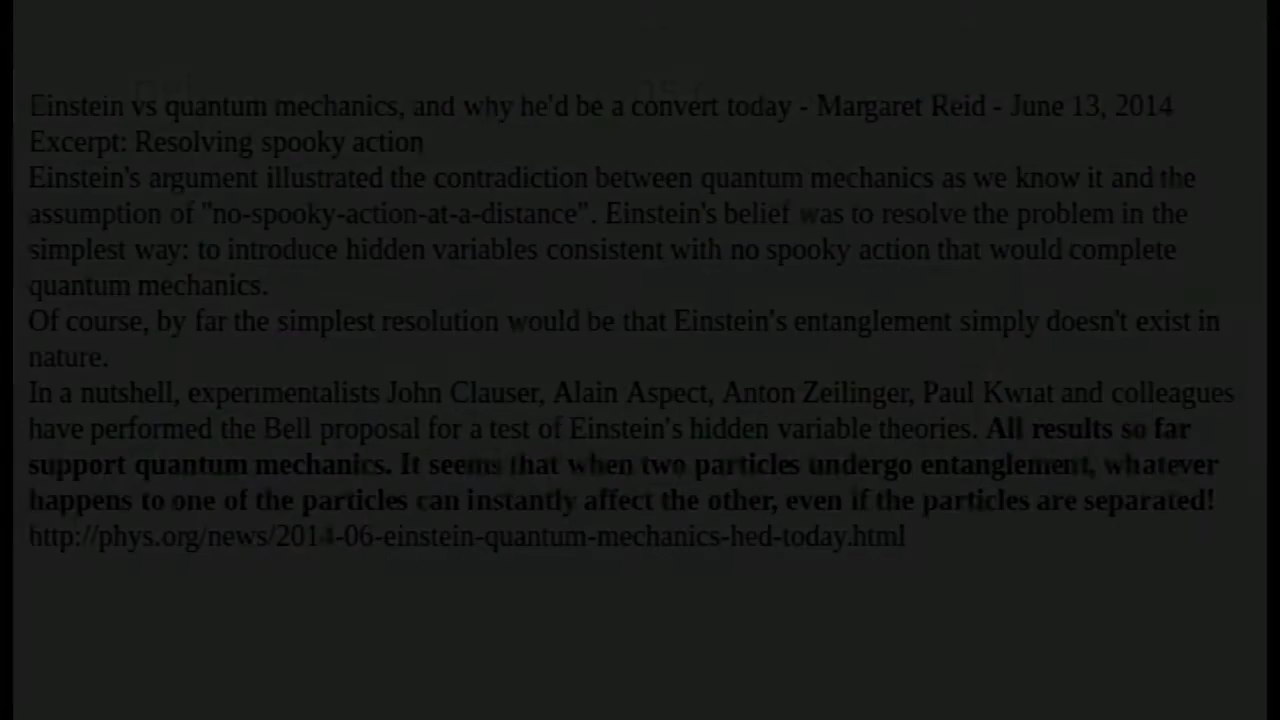 Einstein vs quantum mechanics, and why he'd be a convert today - Margaret Reid - June 13, 2014
Excerpt: Resolving spooky action
Einstein's argument illustrated the contradiction between quantum mechanics as we know it and the
assumption of "no-spooky-action-at-a-distance". Einstein's belief was to resolve the problem in the
simplest way: to introduce hidden variables consistent with no spooky action that would complete
quantum mechanics.
Of course, by far the simplest resolution would be that Einstein's entanglement simply doesn't exist in
nature.
In a nutshell, experimentalists John Clauser, Alain Aspect, Anton Zeilinger, Paul Kwiat and colleagues
have performed the Bell proposal for a test of Einstein's hidden variable theories. All results so far
support quantum mechanics. It seems that when two particles undergo entanglement, whatever
happens to one of the particles can instantly affect the other, even if the particles are separated!
http://phys.org/news/2014-06-einstein-quantum-mechanics-hed-today.html